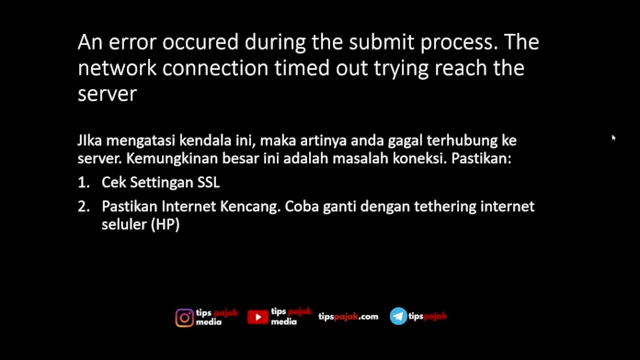 An error occured during the submit process. The
network connection timed out trying reach the
server
JIka mengatasi kendala ini, maka artinya anda gagal terhubung ke
server. Kemungkinan besar ini adalah masalah koneksi. Pastikan:
1. Cek Settingan SSL
2. Pastikan Internet Kencang. Coba ganti dengan tethering internet
seluler (HP)
tips pajak media
tips pajak media
tipspajak.com
tipspajak